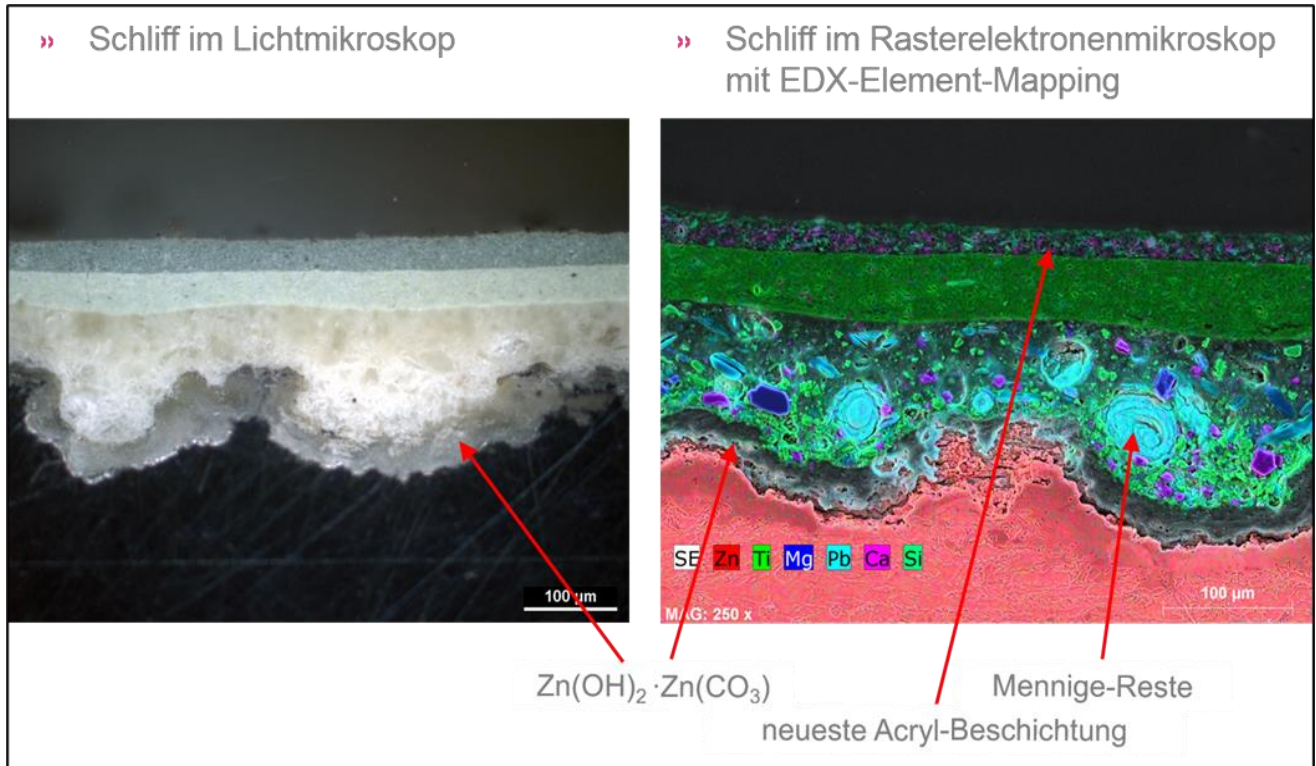 » Schliff im Lichtmikroskop
» Schliff im Rasterelektronenmikroskop
mit EDX-Element-Mapping
100 µm
SE Zn Ti Mg Pb Ca Si
MAG: 250 x
100 µm
Zn(OH)₂ ·Zn(CO₃)
Mennige-Reste
neueste Acryl-Beschichtung